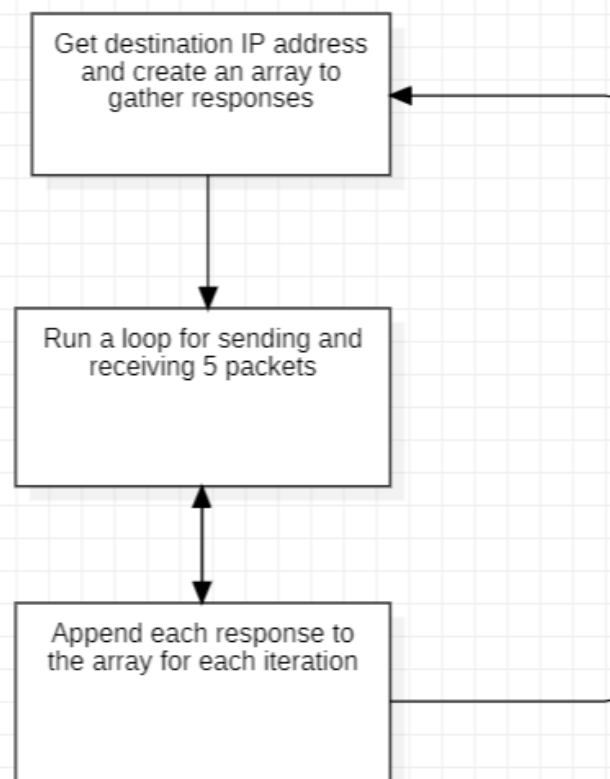 Get destination IP address
and create an array to
gather responses
Run a loop for sending and
receiving 5 packets
Append each response to
the array for each iteration